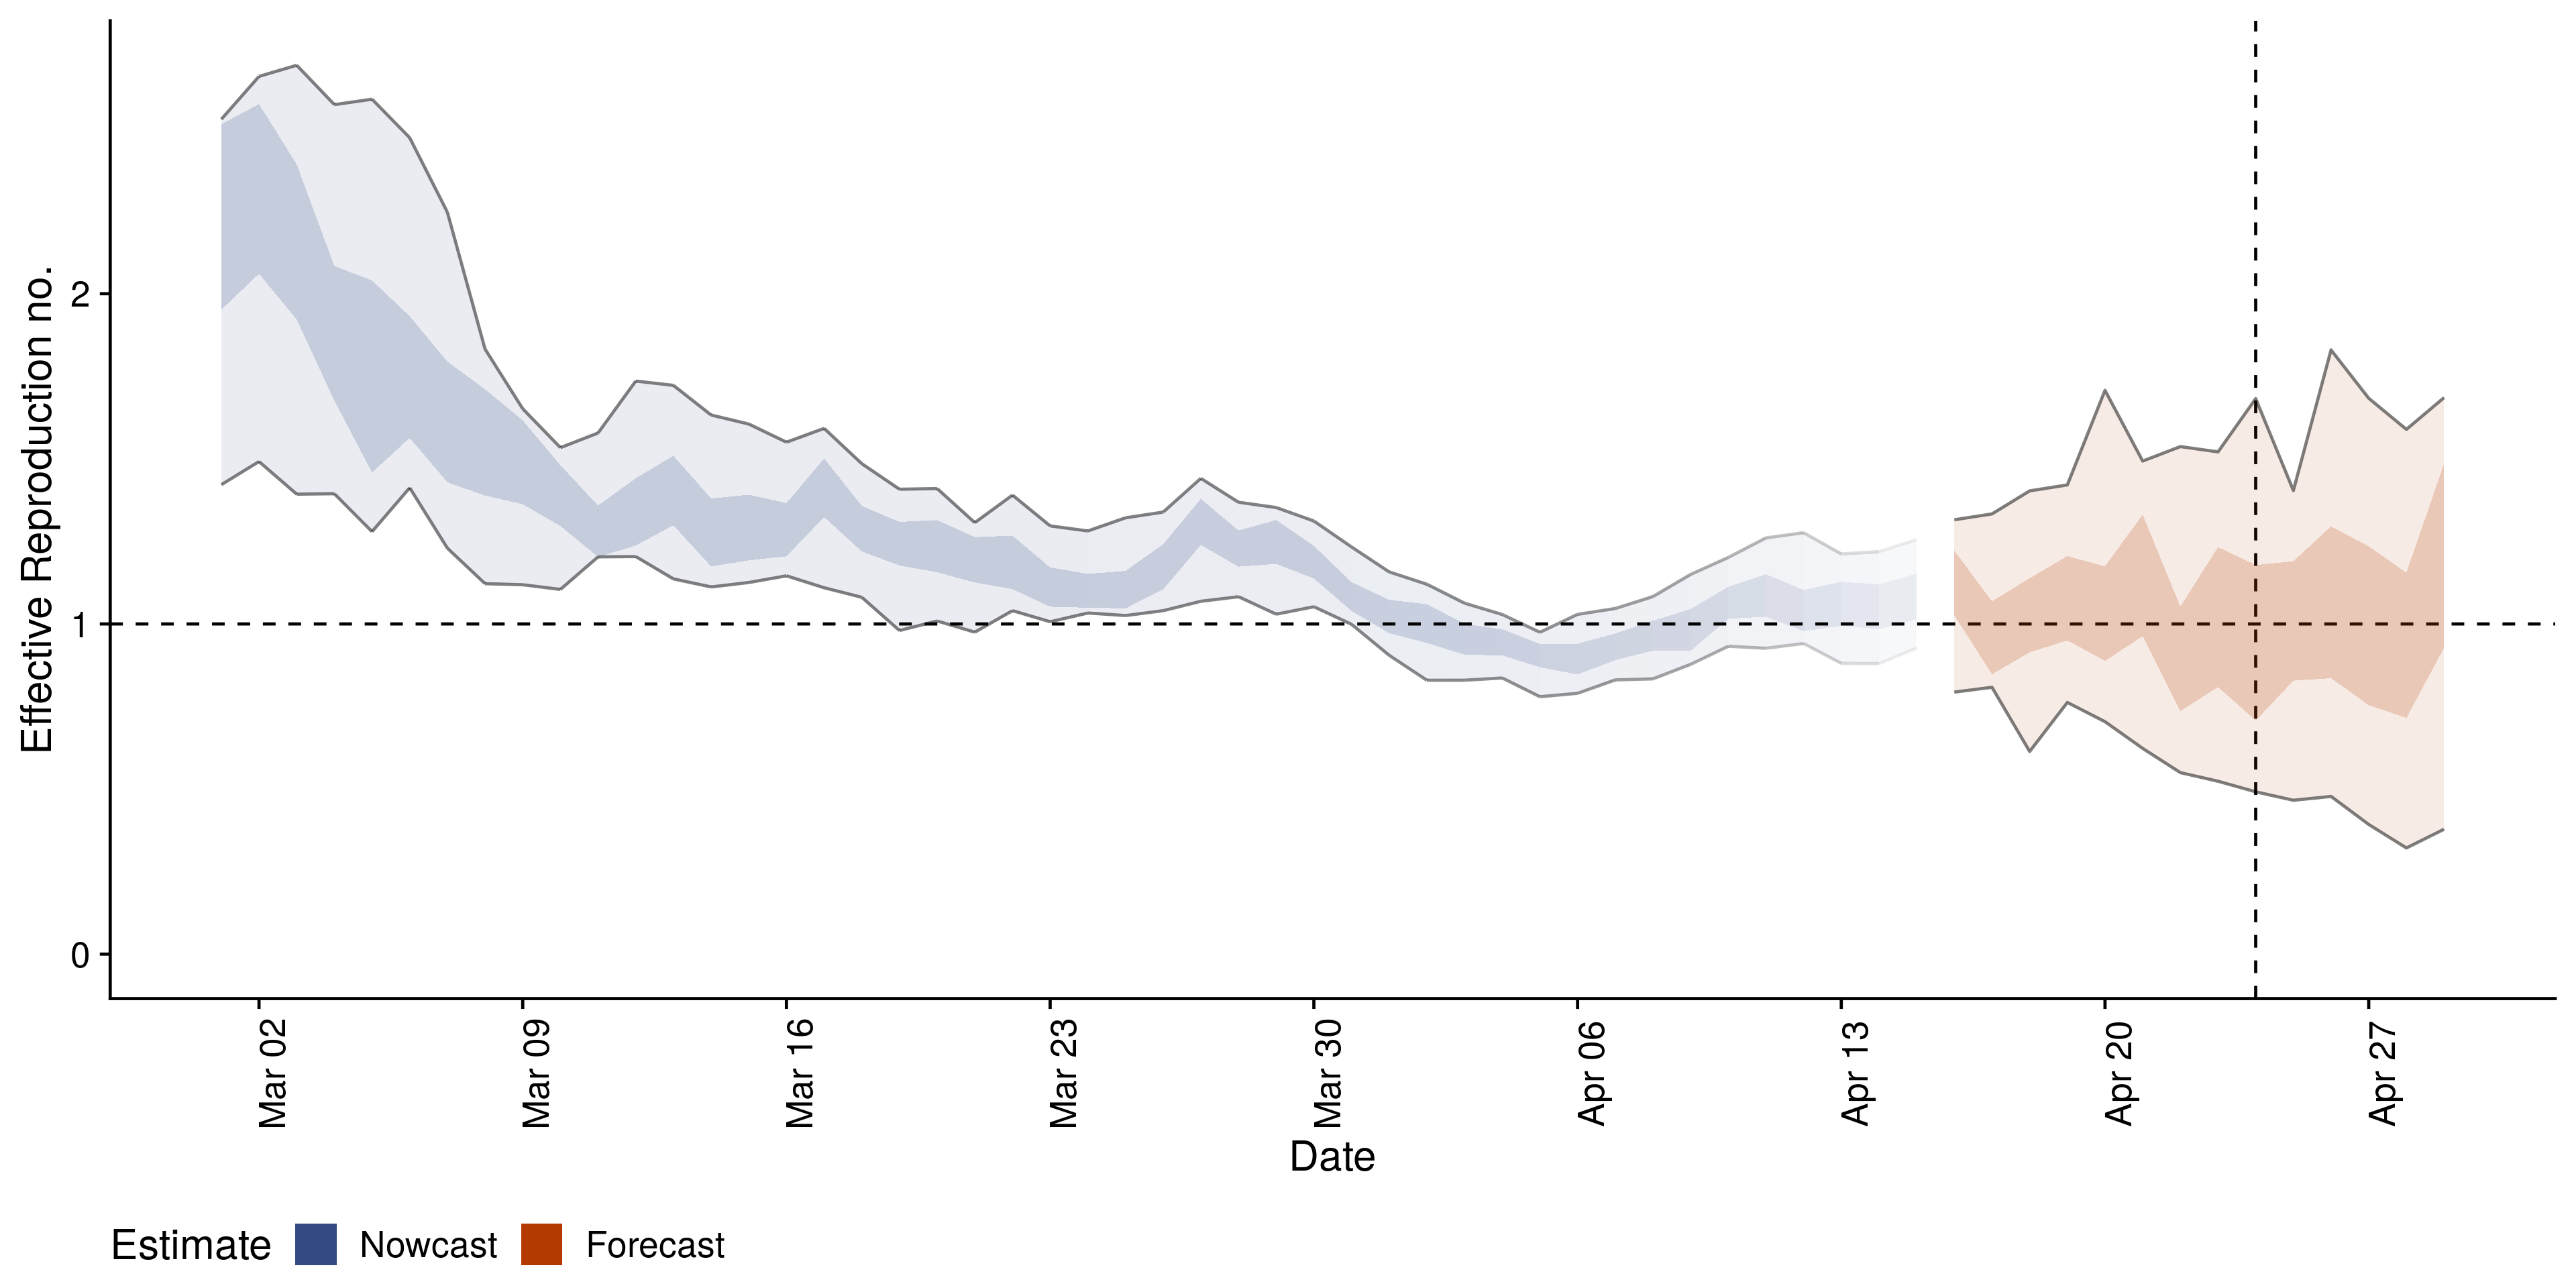 Effective Reproduction no.
2
1
0
Mar 02
Mar 09
Mar 16
Mar 23
Mar 30
Apr 06
Apr 13
Apr 20
Apr 27
Date
Estimate Nowcast Forecast